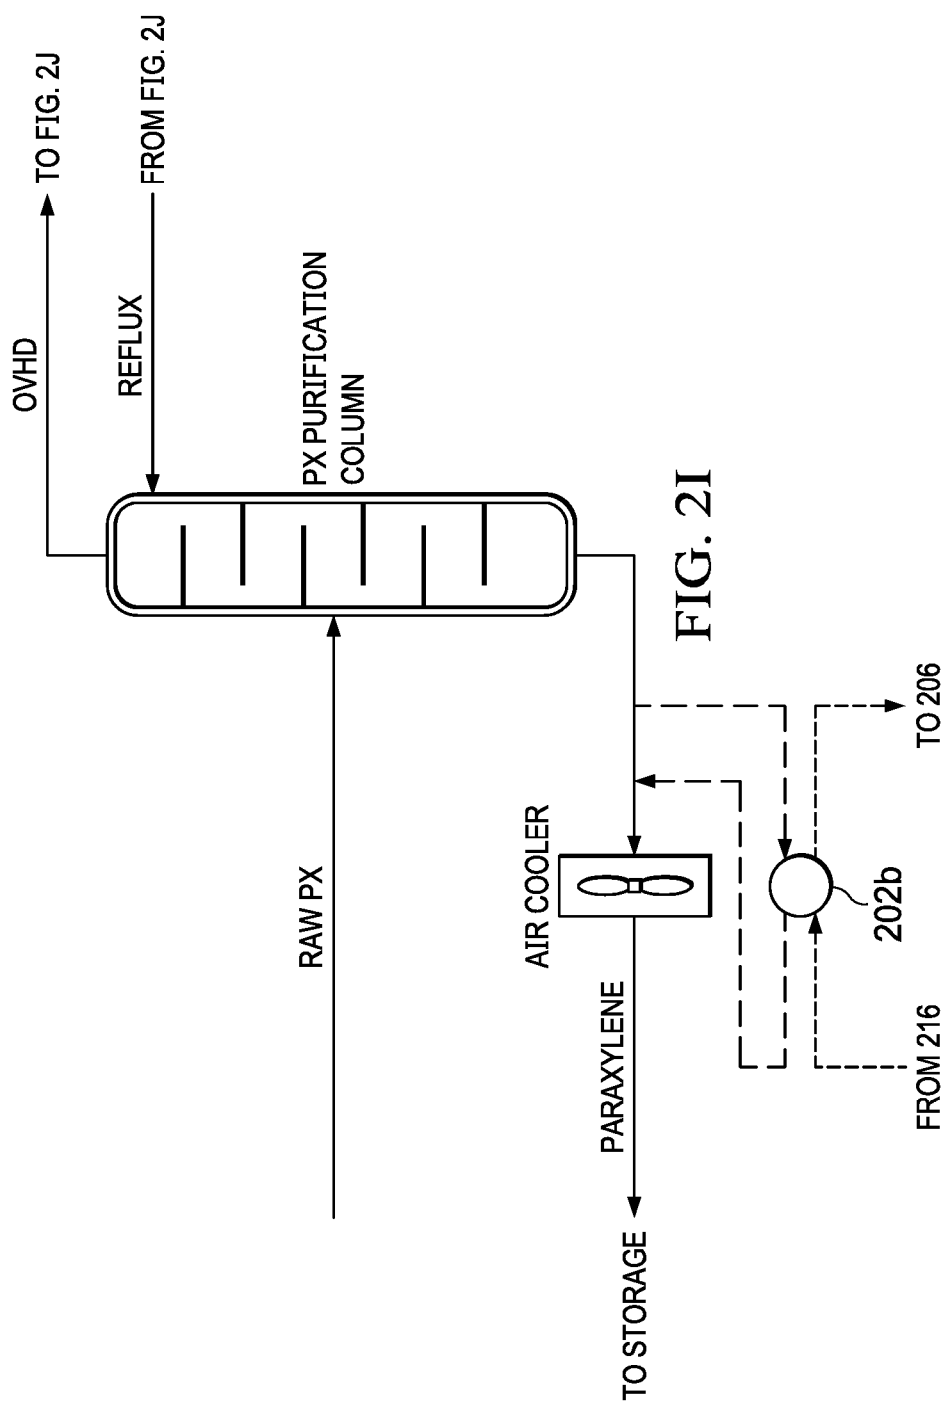 OVHD
TO FIG. 2J
REFLUX
FROM FIG. 2J
RAW PX
PX PURIFICATION
COLUMN
AIR COOLER
TO STORAGE
PARAXYLENE
FIG. 2I
202b
FROM 216
TO 206